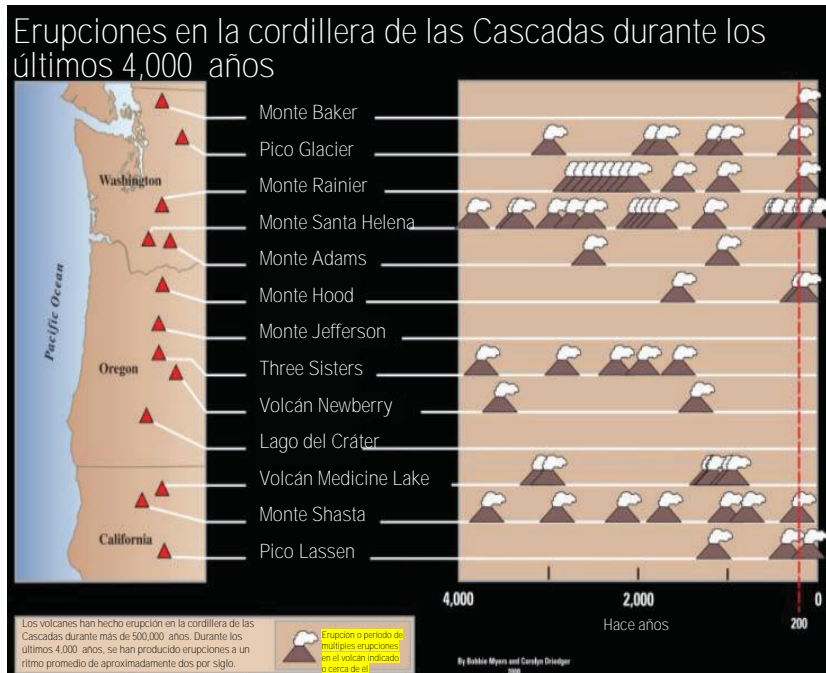 Erupciones en la cordillera de las Cascadas durante los
últimos 4,000 años
Monte Baker
Pico Glacier
Washington
Monte Rainier
Monte Santa Helena
Monte Adams
Pacific Ocean
Monte Hood
Monte Jefferson
Oregon
Three Sisters
Volcán Newberry
Lago del Cráter
Volcán Medicine Lake
Monte Shasta
California
Pico Lassen
4,000
2,000
0
Hace años
200
Los volcanes han hecho erupción en la cordillera de las
Cascadas durante más de 500,000 años. Durante los
últimos 4,000 años, se han producido erupciones a un
ritmo promedio de aproximadamente dos por siglo.
Erupción o período de
múltiples erupciones
en el volcán indicado
o cerca de él
By Bobbie Myers and Carolyn Driedger
2008